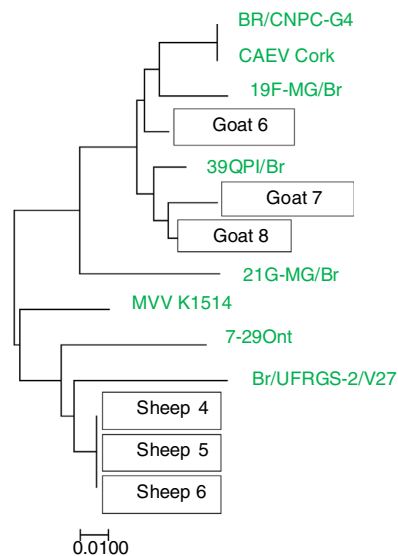 BR/CNPC-G4
CAEV Cork
19F-MG/Br
Goat 6
39QPI/Br
Goat 7
Goat 8
21G-MG/Br
MVV K1514
7-29Ont
Br/UFRGS-2/V27
Sheep 4
Sheep 5
Sheep 6
0.0100